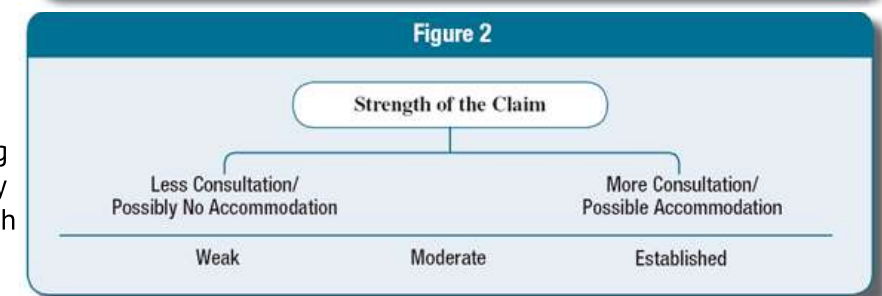 Figure 2
Strength of the Claim
Less Consultation/
Possibly No Accommodation
More Consultation/
Possible Accommodation
Weak Moderate Established